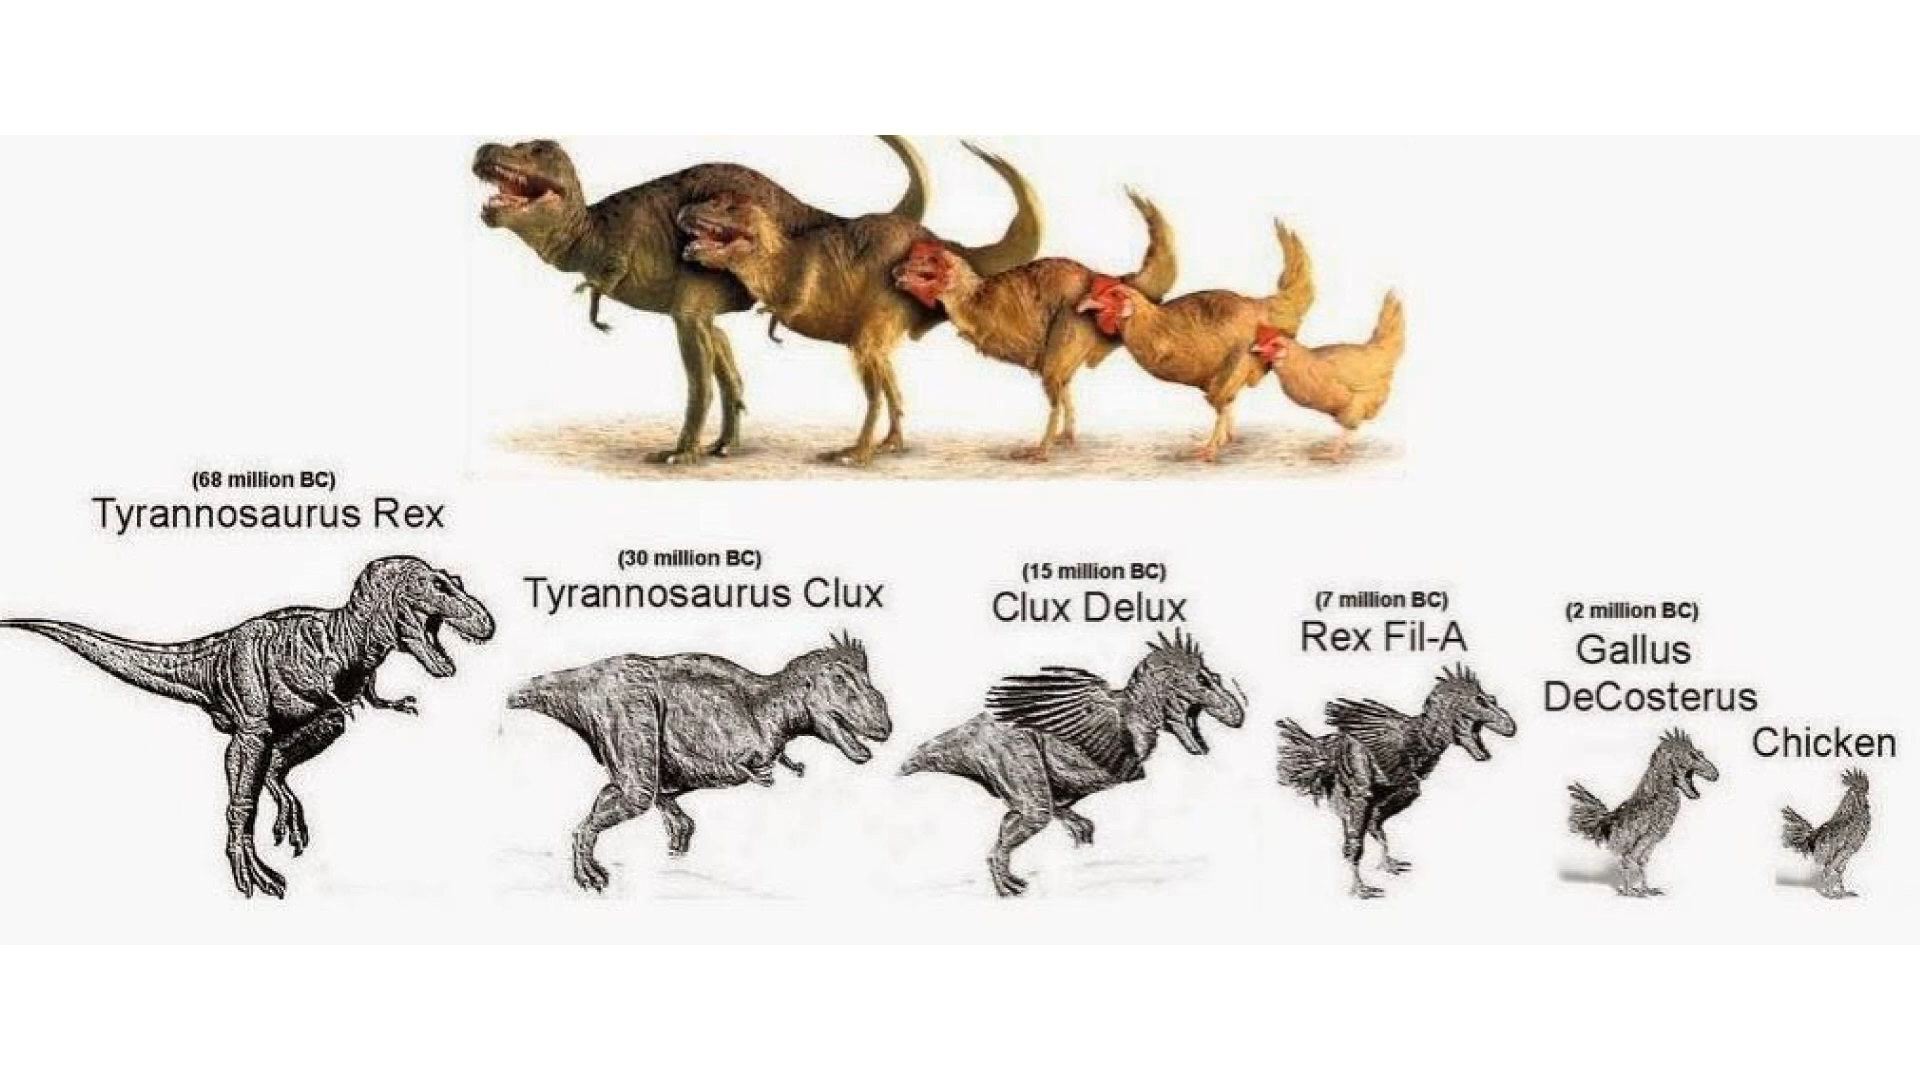 (68 million BC)
Tyrannosaurus Rex
(30 million BC)
Tyrannosaurus Clux
(15 million BC)
Clux Delux
(7 million BC)
Rex Fil-A
(2 million BC)
Gallus
DeCosterus
Chicken